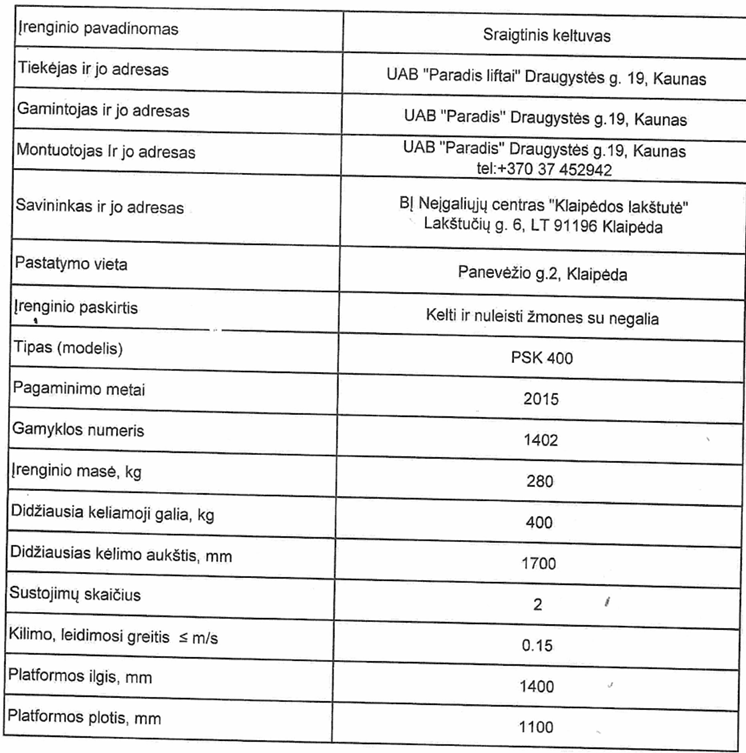 Įrenginio pavadinomas
Sraigtinis keltuvas
Tiekėjas ir jo adresas
UAB "Paradis liftai" Draugystės g. 19, Kaunas
Gamintojas ir jo adresas
UAB "Paradis" Draugystės g.19, Kaunas
Montuotojas Ir jo adresas
UAB "Paradis" Draugystės g.19, Kaunas
tel:+370 37 452942
Savininkas ir jo adresas
BĮ Neįgaliųjų centras "Klaipėdos lakštutė"
Lakštučių g. 6, LT 91196 Klaipėda
Pastatymo vieta
Panevėžio g.2, Klaipėda
Įrenginio paskirtis
Kelti ir nuleisti žmones su negalia
Tipas (modelis)
PSK 400
Pagaminimo metai
2015
Gamyklos numeris
1402
Įrenginio masė, kg
280
Didžiausia keliamoji galia, kg
400
Didžiausias kėlimo aukštis, mm
1700
Sustojimų skaičius
2
Kilimo, leidimosi greitis ≤ m/s
0.15
Platformos ilgis, mm
1400
Platformos plotis, mm
1100